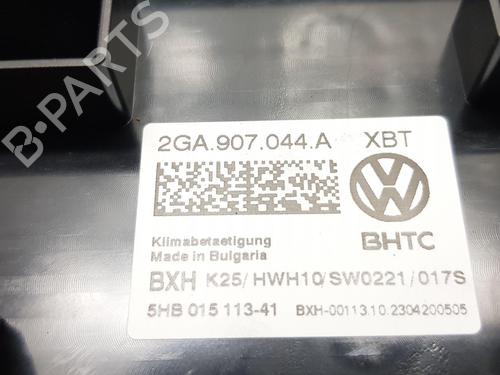 2GA.907.044.A XBT
Klimabetaetigung
Made in Bulgaria
BHTC
BXH K25/HWH10/SW0221/017S
5HB 015 113-41 BXH-00113.10.2304200505
B-Parts